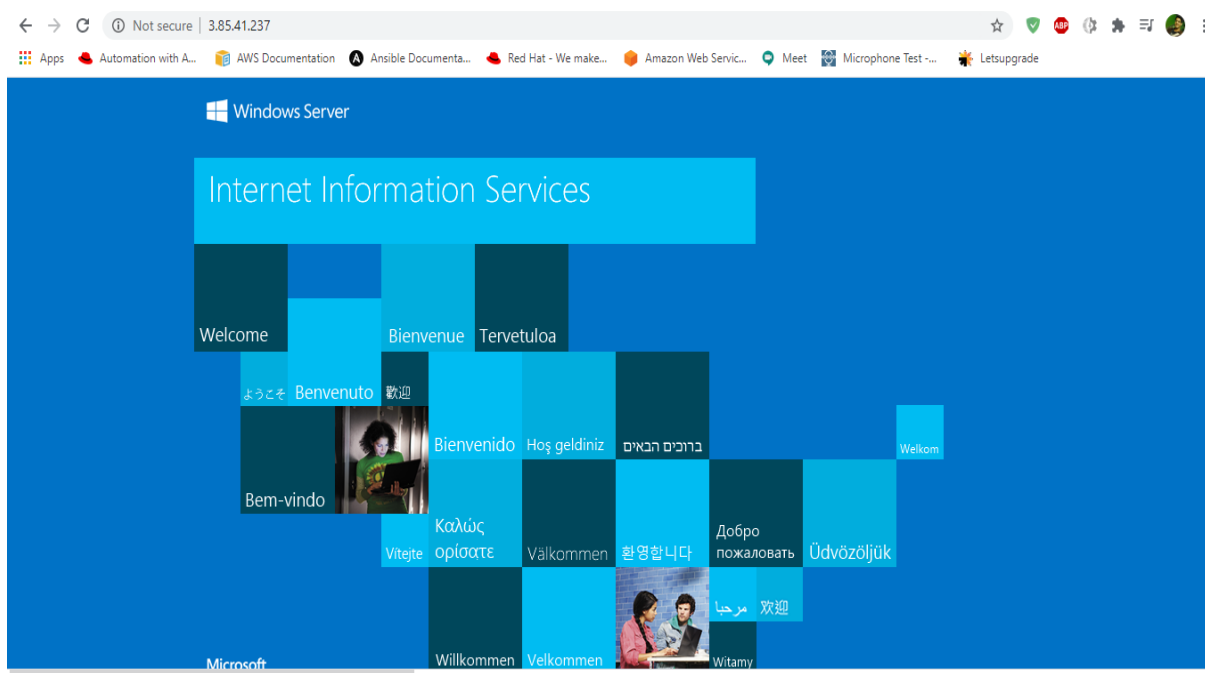 Not secure 3.85.41.237
ABP
Apps Automation with A... AWS Documentation Ansible Documenta... Red Hat - We make... Amazon Web Servic... Meet Microphone Test -... Letsupgrade
Windows Server
Internet Information Services
Welcome
Bienvenue
Tervetuloa
ようこそ
Benvenuto
歡迎
Bienvenido
Hoş geldiniz
ברוכים הבאים
Welkom
Bem-vindo
Vítejte
Καλώς
ορίσατε
Välkommen
환영합니다
Добро
пожаловать
Üdvözöljük
مرحبا
欢迎
Willkommen
Velkommen
Witamy
Microsoft